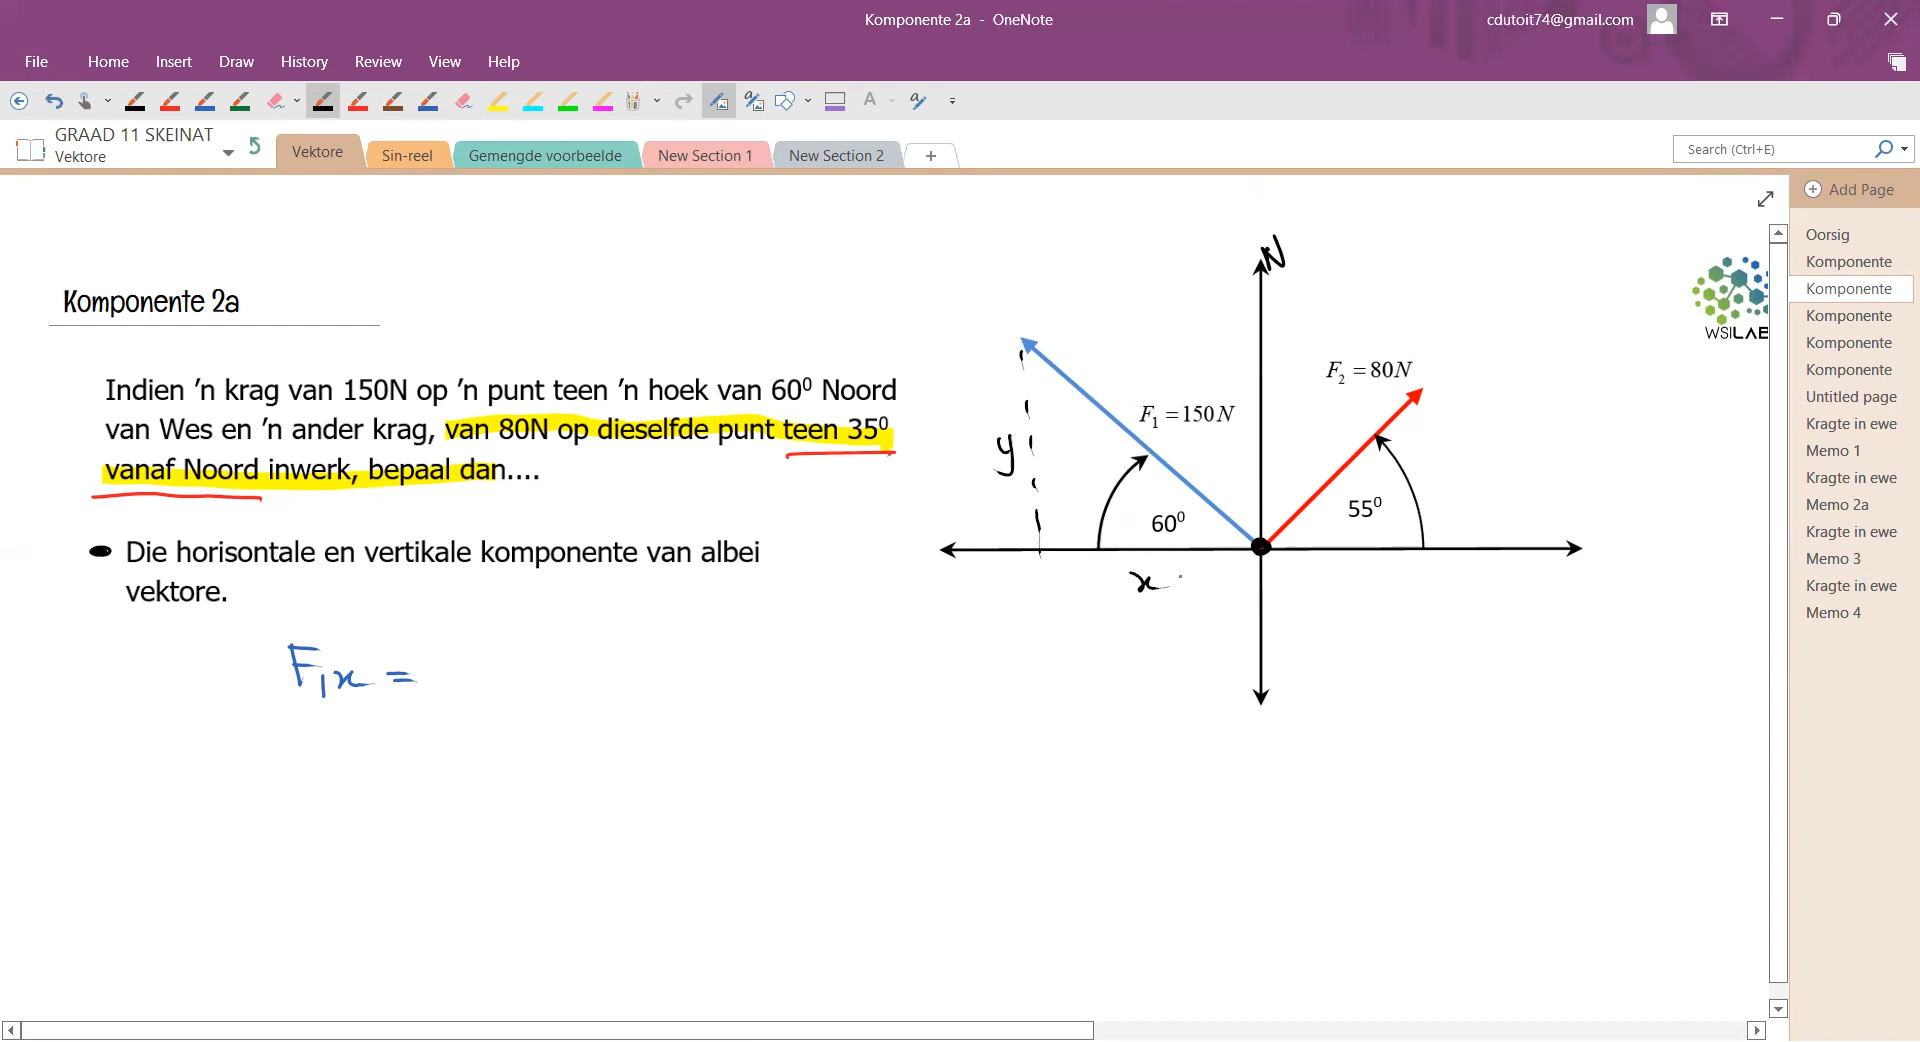 Komponente 2a - OneNote
cdutoit74@gmail.com
File Home Insert Draw History Review View Help
GRAAD 11 SKEINAT
Vektore
Vektore
Sin-reel
Gemengde voorbeelde
New Section 1
New Section 2
Search (Ctrl+E)
Add Page
Oorsig
Komponente
Komponente
Komponente
Komponente
Komponente
Untitled page
Kragte in ewe
Memo 1
Kragte in ewe
Memo 2a
Kragte in ewe
Memo 3
Kragte in ewe
Memo 4
Komponente 2a
Indien ’n krag van 150N op ’n punt teen ’n hoek van 60⁰ Noord
van Wes en ’n ander krag, van 80N op dieselfde punt teen 35⁰
vanaf Noord inwerk, bepaal dan....
Die horisontale en vertikale komponente van albei
vektore.
F₁x =
N
F₂ = 80N
F₁ = 150N
y
60⁰
55⁰
x
WSILAB